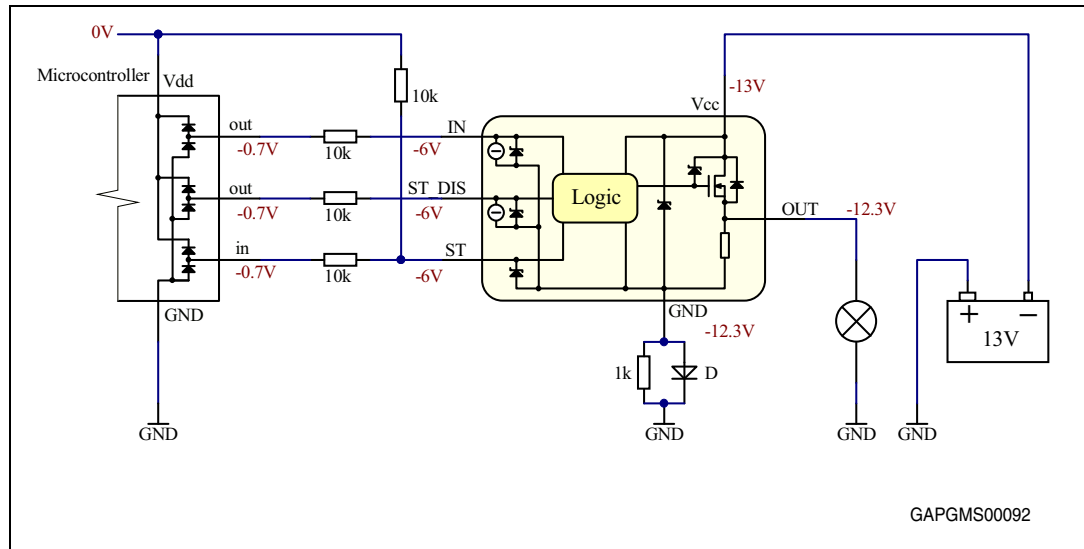 0V
Microcontroller
Vdd
10k
-13V
Vcc
out
-0.7V
10k
IN
-6V
out
-0.7V
10k
ST_DIS
-6V
Logic
OUT
-12.3V
in
-0.7V
10k
ST
-6V
GND
GND
-12.3V
+
−
13V
1k
D
GND
GND
GND
GND
GAPGMS00092